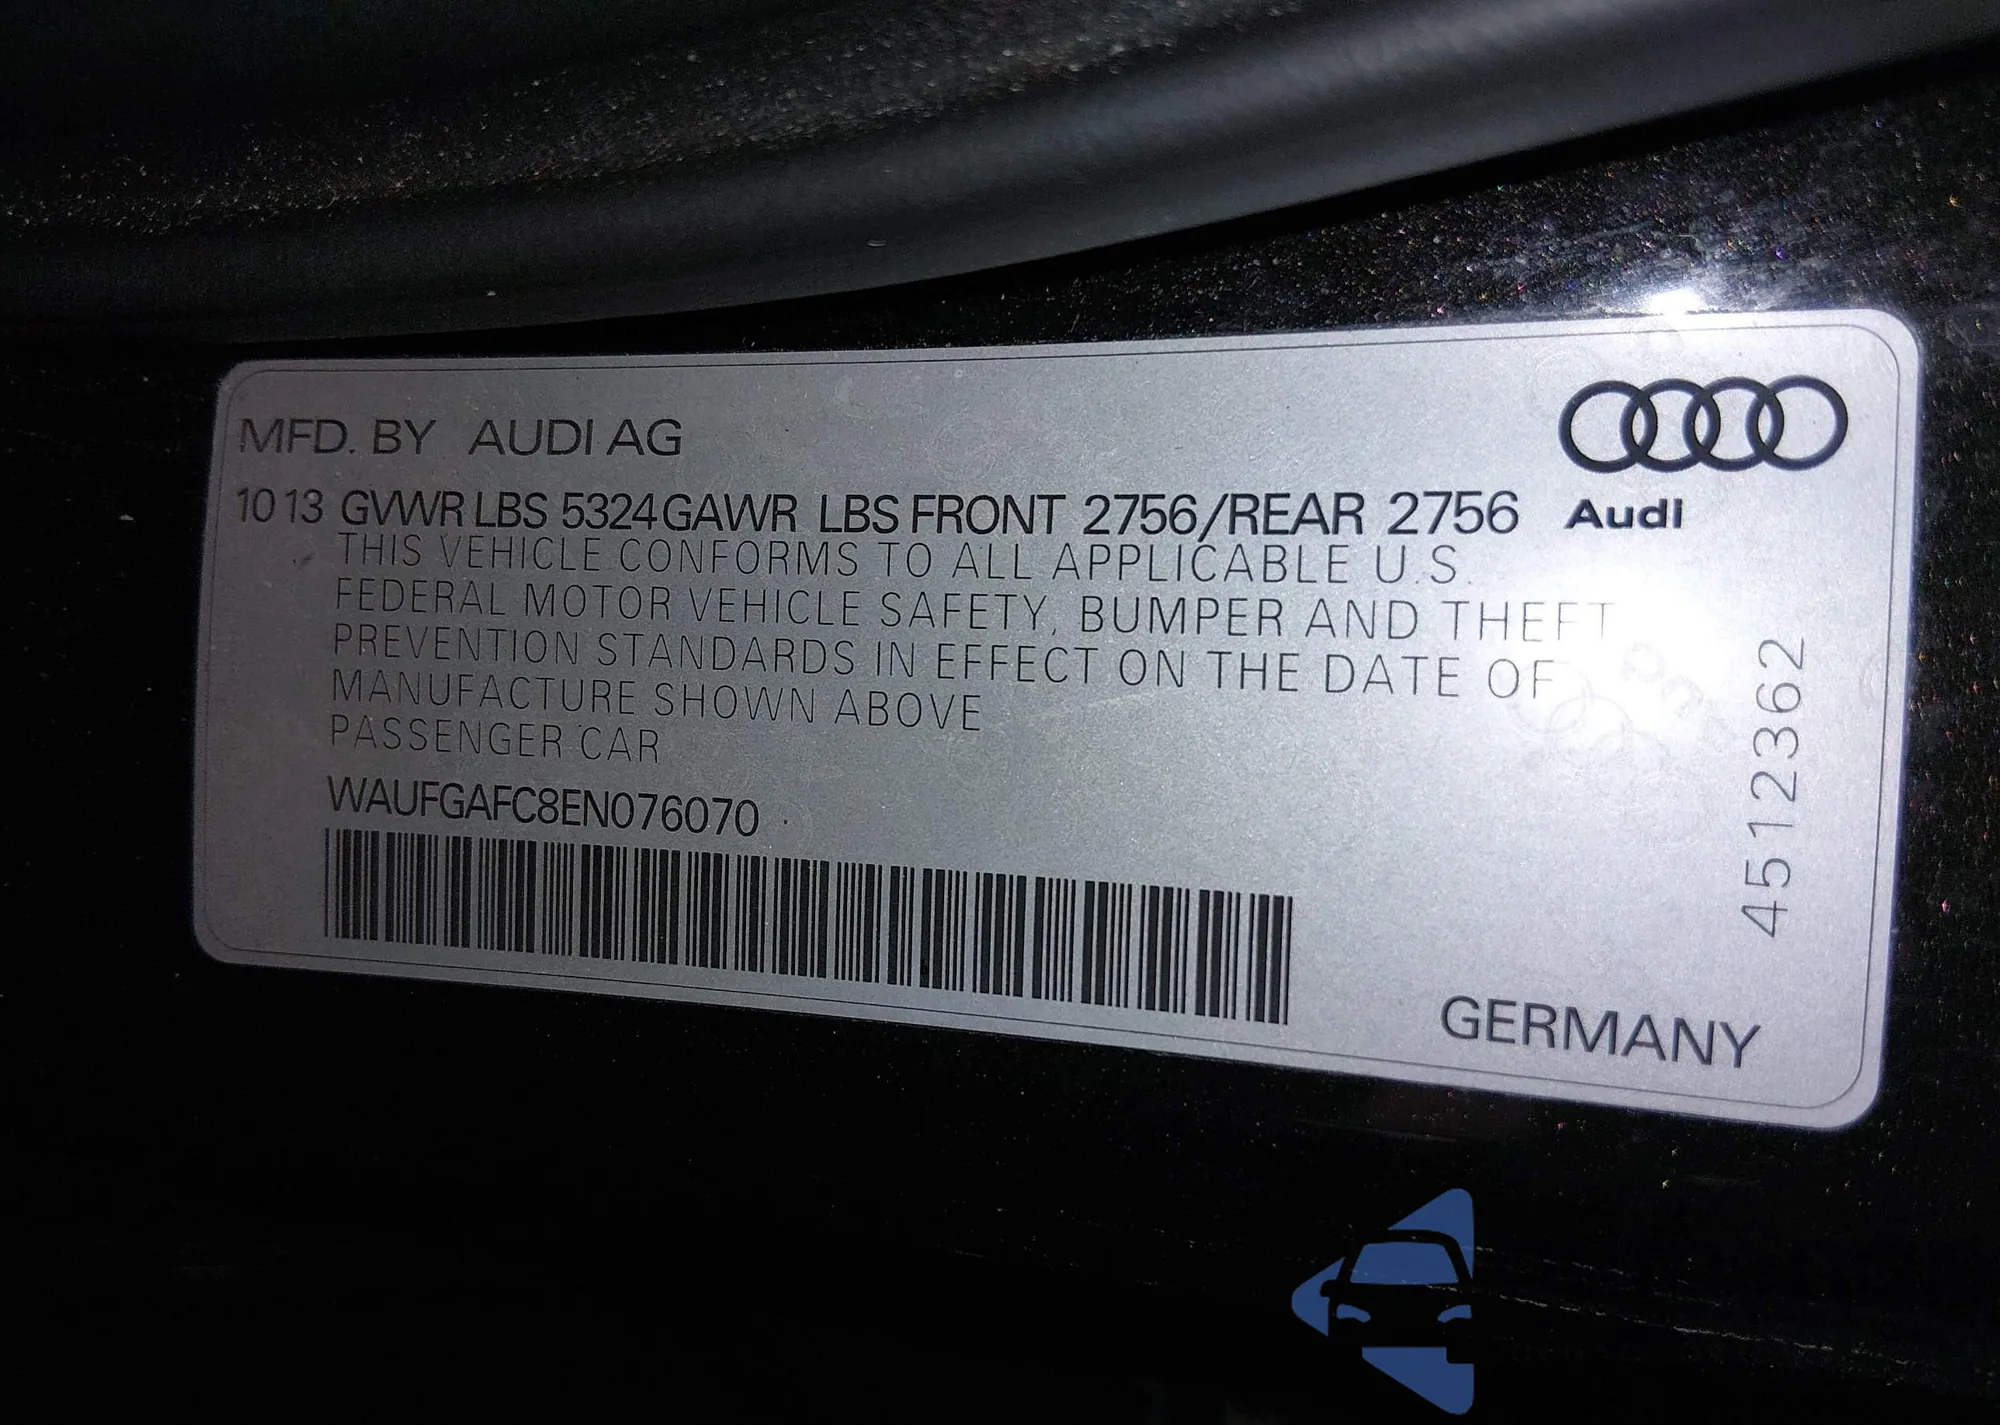 MFD. BY AUDI AG
10 13 GVWR LBS 5324 GAWR LBS FRONT 2756/REAR 2756
Audi
THIS VEHICLE CONFORMS TO ALL APPLICABLE U.S.
FEDERAL MOTOR VEHICLE SAFETY, BUMPER AND THEFT
PREVENTION STANDARDS IN EFFECT ON THE DATE OF
MANUFACTURE SHOWN ABOVE
PASSENGER CAR
WAUFGAFC8EN076070
4512362
GERMANY